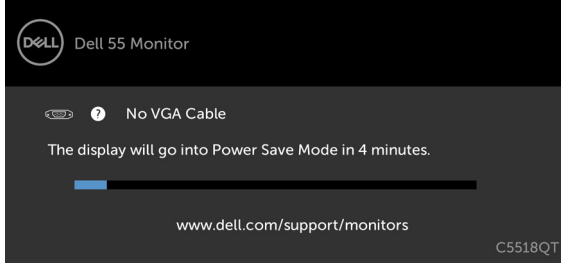 DELL
Dell 55 Monitor
? No VGA Cable
The display will go into Power Save Mode in 4 minutes.
www.dell.com/support/monitors
C5518QT